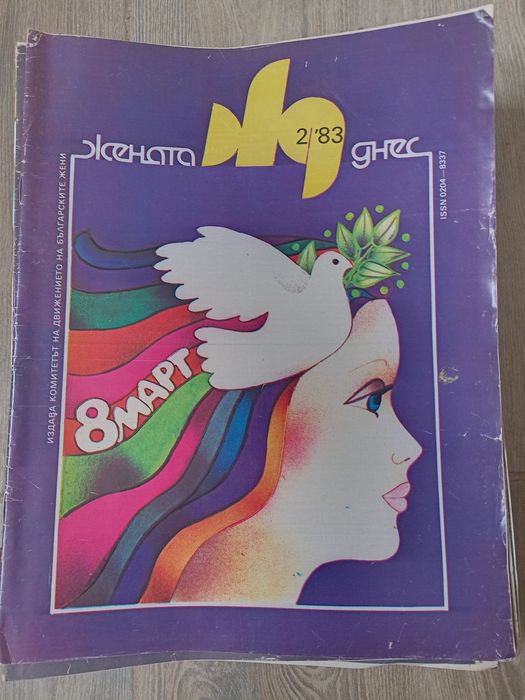 жд
2/'83
жената днес
ISSN 0204—8337
ИЗДАВА КОМИТЕТЪТ НА ДВИЖЕНИЕТО НА БЪЛГАРСКИТЕ ЖЕНИ
8 МАРТ